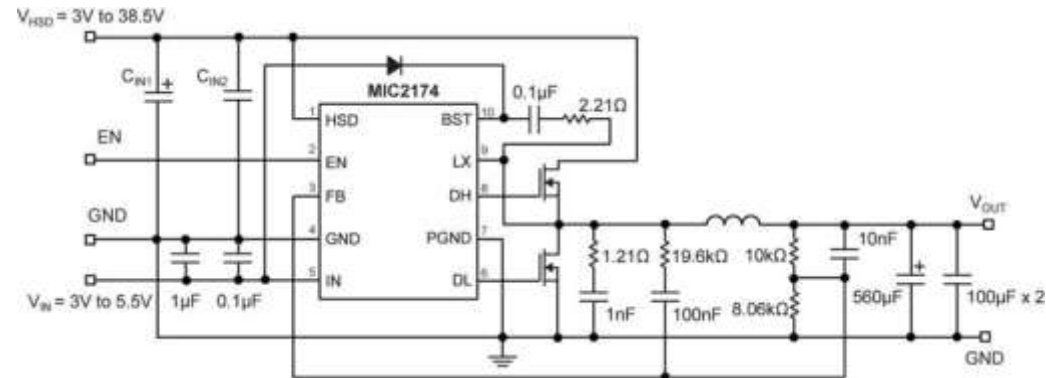 V_HSD = 3V to 38.5V
C_IN1 +
C_IN2
MIC2174
0.1µF
2.21Ω
1
HSD
BST
10
EN
2
EN
LX
9
3
FB
DH
8
GND
4
GND
PGND
7
5
IN
DL
6
V_IN = 3V to 5.5V
1µF
0.1µF
V_OUT
1.21Ω
19.6kΩ
10kΩ
10nF
+
1nF
100nF
8.06kΩ
560µF
100µF x 2
GND